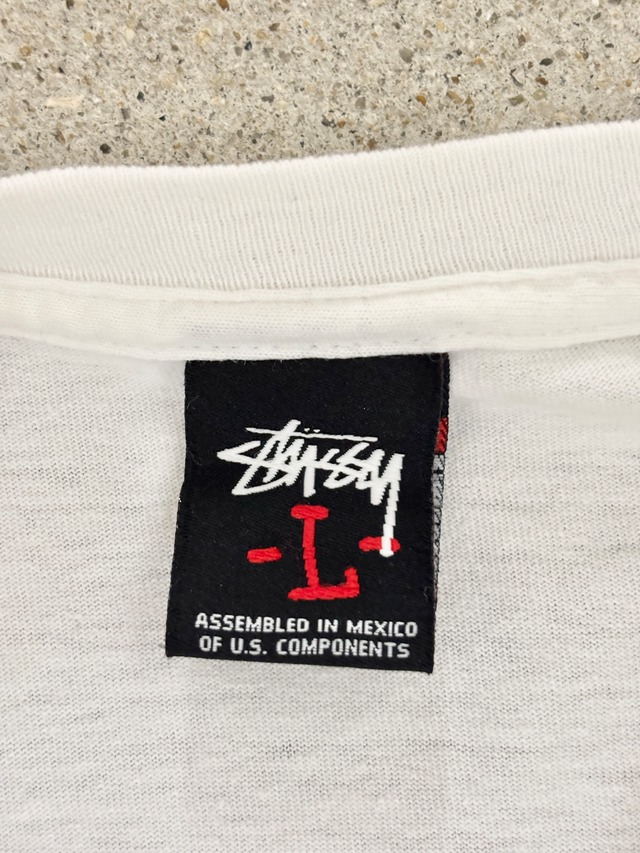 Stüssy
-L-
ASSEMBLED IN MEXICO
OF U.S. COMPONENTS